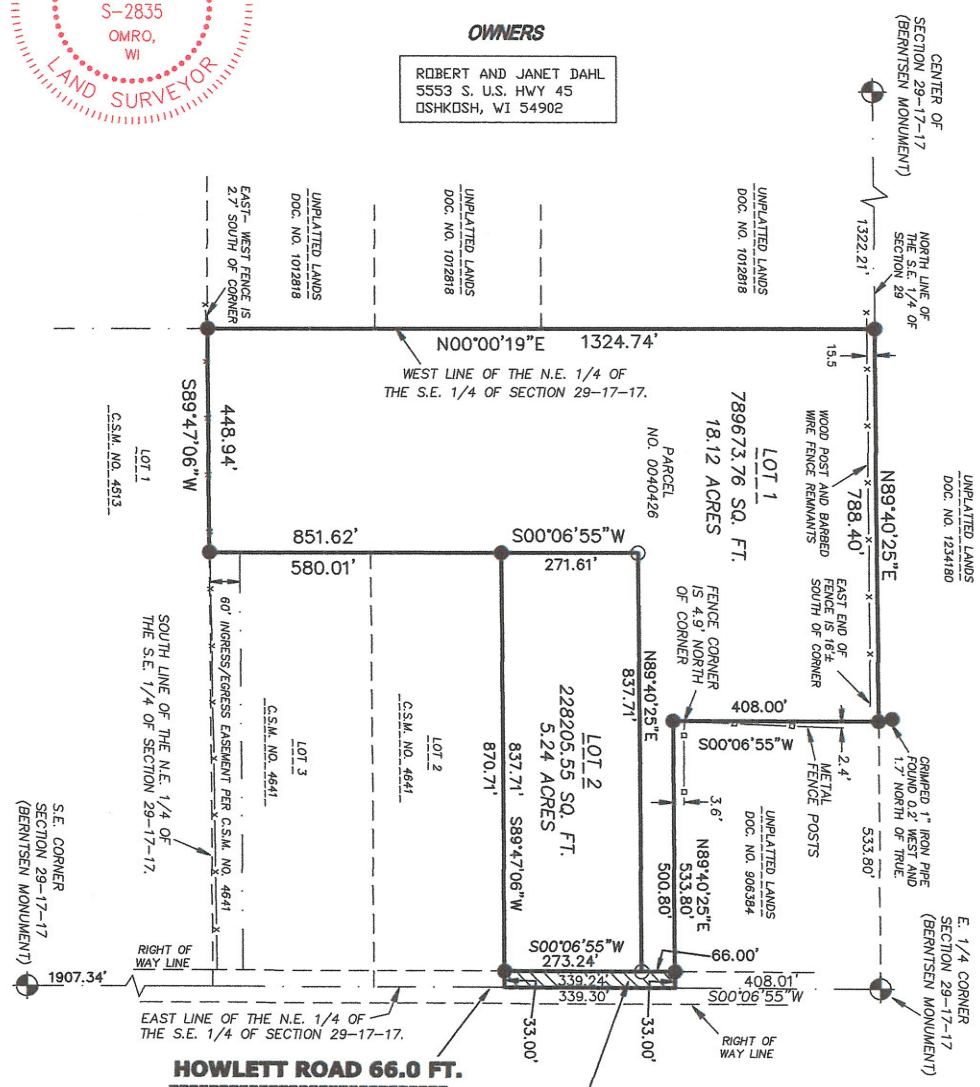 S-2835
OMRO,
WI
LAND SURVEYOR
OWNERS
ROBERT AND JANET DAHL
5553 S. U.S. HWY 45
OSHKOSH, WI 54902
CENTER OF
SECTION 29-17-17
(BERNTSEN MONUMENT)
1322.21'
NORTH LINE OF
THE S.E. 1/4 OF
SECTION 29
UNPLATTED LANDS
DOC. NO. 1012818
UNPLATTED LANDS
DOC. NO. 1012818
UNPLATTED LANDS
DOC. NO. 1012818
EAST- WEST FENCE IS
2.7' SOUTH OF CORNER
N00°00'19"E 1324.74'
WEST LINE OF THE N.E. 1/4 OF
THE S.E. 1/4 OF SECTION 29-17-17.
15.5
WOOD POST AND BARBED
WIRE FENCE REMNANTS
N89°40'25"E
788.40'
UNPLATTED LANDS
DOC. NO. 1234180
EAST END OF
FENCE IS 16'±
SOUTH OF CORNER
LOT 1
789673.76 SQ. FT.
18.12 ACRES
PARCEL
NO. 0040426
448.94'
S89°47'06"W
LOT 1
C.S.M. NO. 4513
851.62'
580.01'
S00°06'55"W
271.61'
FENCE CORNER
IS 4.9' NORTH
OF CORNER
408.00'
S00°06'55"W
2.4'
METAL
FENCE POSTS
CRIMPED 1" IRON PIPE
FOUND 0.2' WEST AND
1.7' NORTH OF TRUE.
533.80'
N89°40'25"E
837.71'
LOT 2
228205.55 SQ. FT.
5.24 ACRES
837.71' S89°47'06"W
870.71'
3.6'
UNPLATTED LANDS
DOC. NO. 906384
N89°40'25"E
533.80'
500.80'
LOT 2
C.S.M. NO. 4641
LOT 3
C.S.M. NO. 4641
60' INGRESS/EGRESS EASEMENT PER C.S.M. NO. 4641
SOUTH LINE OF THE N.E. 1/4 OF
THE S.E. 1/4 OF SECTION 29-17-17.
S.E. CORNER
SECTION 29-17-17
(BERNTSEN MONUMENT)
E. 1/4 CORNER
SECTION 29-17-17
(BERNTSEN MONUMENT)
RIGHT OF
WAY LINE
1907.34'
S00°06'55"W
273.24'
66.00'
339.24'
339.30'
408.01'
S00°06'55"W
33.00'
33.00'
RIGHT OF
WAY LINE
EAST LINE OF THE N.E. 1/4 OF
THE S.E. 1/4 OF SECTION 29-17-17.
HOWLETT ROAD 66.0 FT.